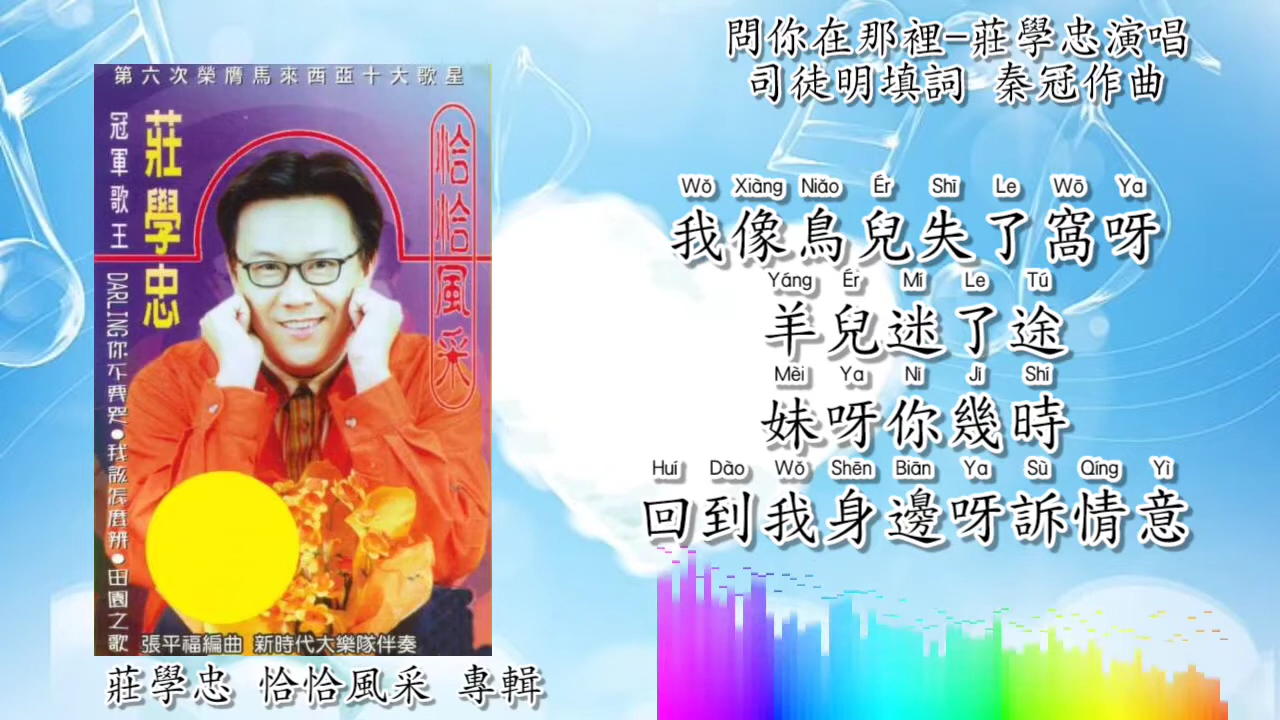 問你在那裡-莊學忠演唱
司徒明填詞 秦冠作曲
第六次榮膺馬來西亞十大歌星
冠軍歌王
莊學忠
恰恰風采
DARLING你不要哭●我該怎麼辨●田園之歌
張平福編曲 新時代大樂隊伴奏
莊學忠 恰恰風采 專輯
Wǒ Xiàng Niǎo Ér Shī Le Wō Ya
我像鳥兒失了窩呀
Yáng Ér Mí Le Tú
羊兒迷了途
Mèi Ya Nǐ Jǐ Shí
妹呀你幾時
Huí Dào Wǒ Shēn Biān Ya Sù Qíng Yì
回到我身邊呀訴情意